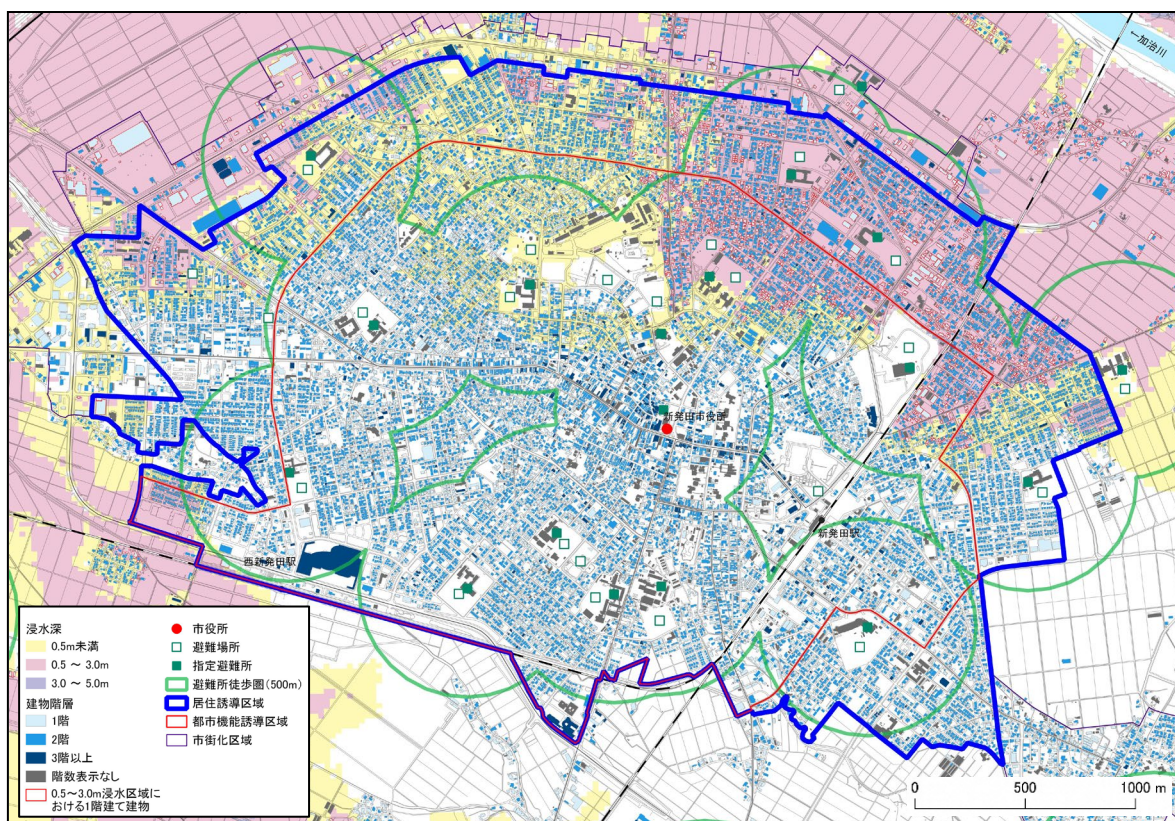 ←加治川
新発田市役所
新発田駅
西新発田駅
浸水深
0.5m未満
0.5 ～ 3.0m
3.0 ～ 5.0m
建物階層
1階
2階
3階以上
階数表示なし
0.5～3.0m浸水区域に
おける1階建て建物
市役所
避難場所
指定避難所
避難所徒歩圏(500m)
居住誘導区域
都市機能誘導区域
市街化区域
0 500 1000 m